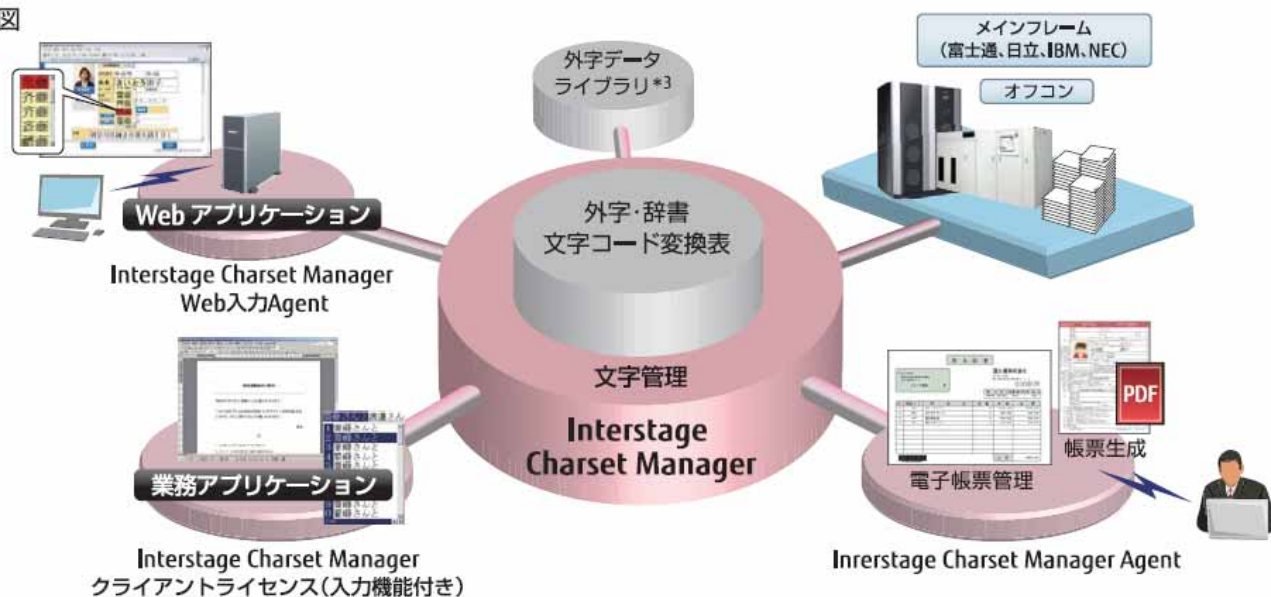 図
外字データ
ライブラリ*3
メインフレーム
(富士通、日立、IBM、NEC)
オフコン
外字・辞書
文字コード変換表
Web アプリケーション
Interstage Charset Manager
Web入力Agent
文字管理
Interstage
Charset Manager
業務アプリケーション
Interstage Charset Manager
クライアントライセンス(入力機能付き)
PDF
帳票生成
電子帳票管理
Inrerstage Charset Manager Agent